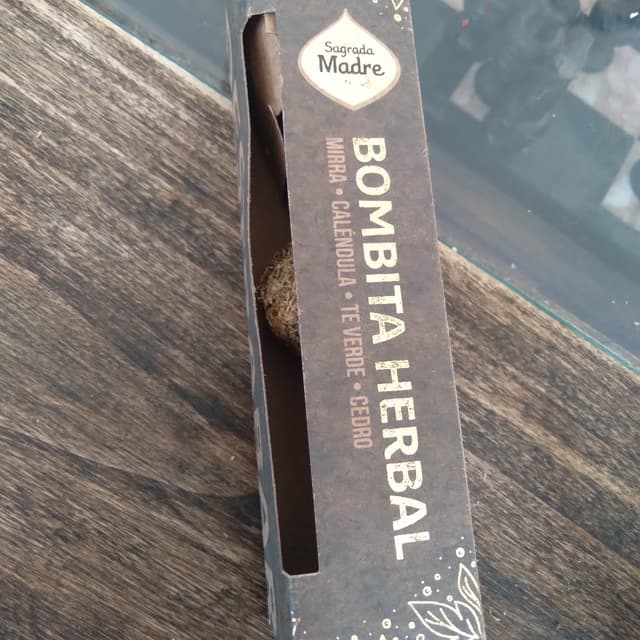 Sagrada
Madre
BOMBITA HERBAL
MIRRA • CALÉNDULA • TE VERDE • CEDRO